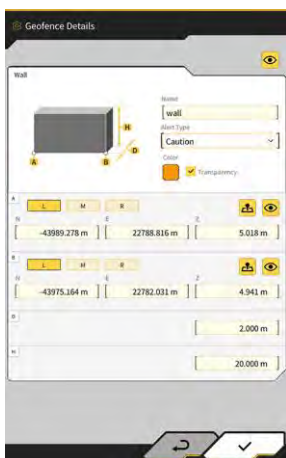 Geofence Details
Wall
Name
wall
Alert Type
Caution
Color
Transparency
H
D
A
B
A
L M R
N E Z
-43989.278 m 22788.816 m 5.018 m
B
L M R
N E Z
-43975.164 m 22782.031 m 4.941 m
D
2.000 m
H
20.000 m